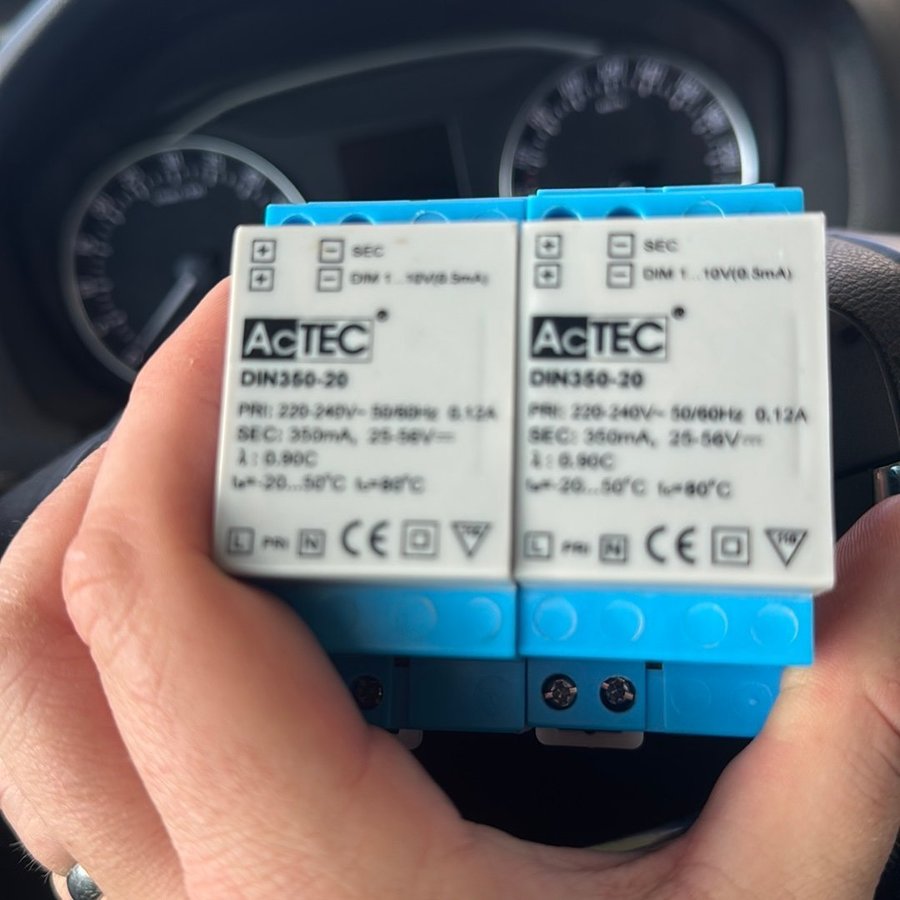 + - SEC
+ - DIM 1...10V(0.5mA)
AcTEC
DIN350-20
PRI: 220-240V~ 50/60Hz 0.12A
SEC: 350mA, 25-56V
λ : 0.90C
ta=-20...50°C tc=80°C
L PRI N CE
+ - SEC
+ - DIM 1...10V(0.5mA)
AcTEC
DIN350-20
PRI: 220-240V~ 50/60Hz 0.12A
SEC: 350mA, 25-56V
λ : 0.90C
ta=-20...50°C tc=80°C
L PRI N CE 110